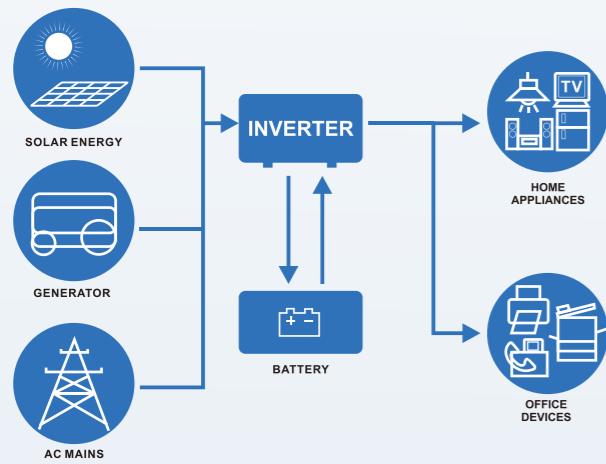 SOLAR ENERGY
INVERTER
TV
HOME
APPLIANCES
GENERATOR
+ −
BATTERY
OFFICE
DEVICES
AC MAINS